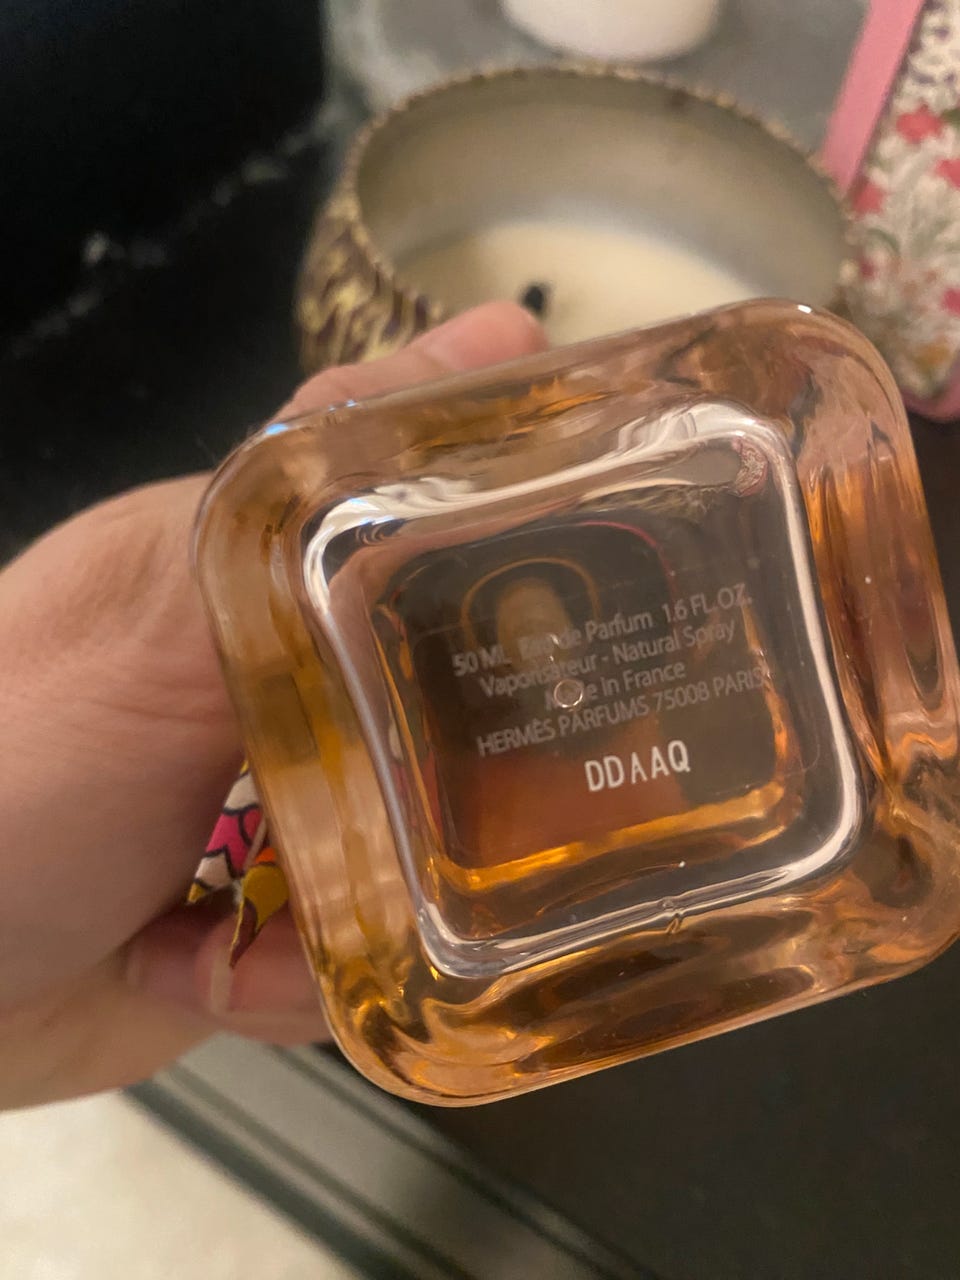 50 ML Eau de Parfum 1.6 FL.OZ.
Vaporisateur - Natural Spray
Made in France
HERMÈS PARFUMS 75008 PARIS
DDAAQ